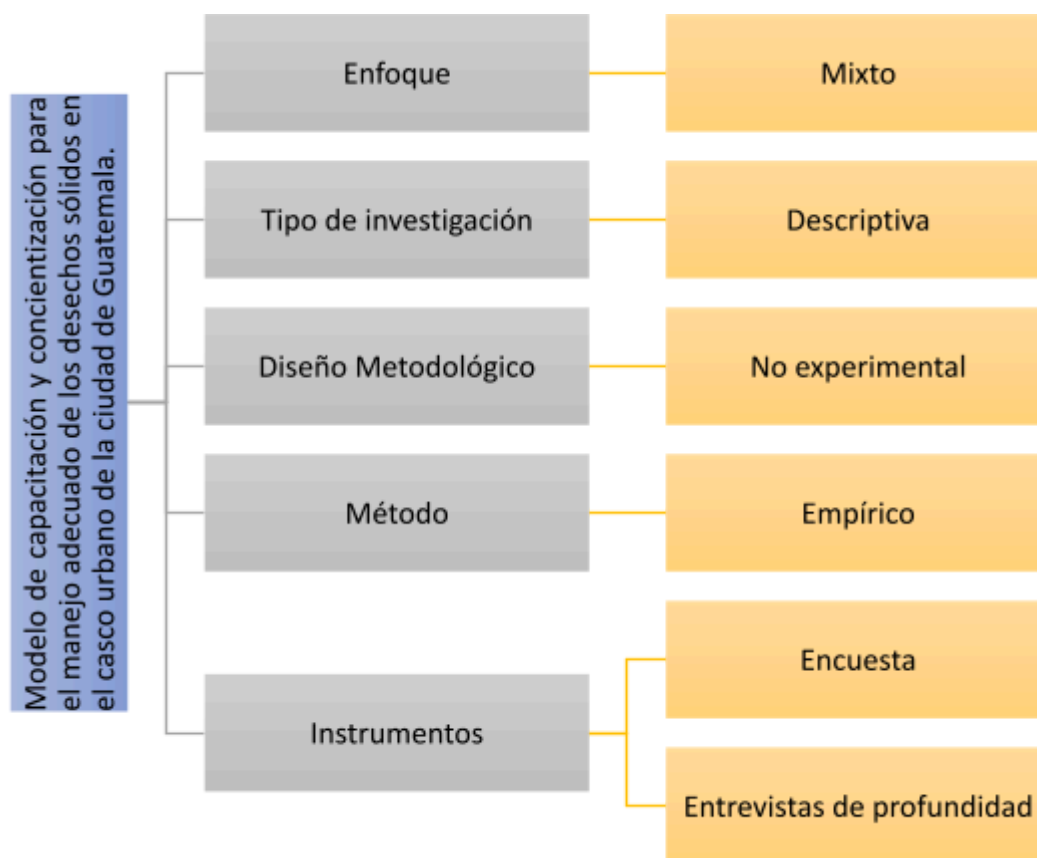 Modelo de capacitación y concientización para
el manejo adecuado de los desechos sólidos en
el casco urbano de la ciudad de Guatemala.
Enfoque
Mixto
Tipo de investigación
Descriptiva
Diseño Metodológico
No experimental
Método
Empírico
Instrumentos
Encuesta
Entrevistas de profundidad